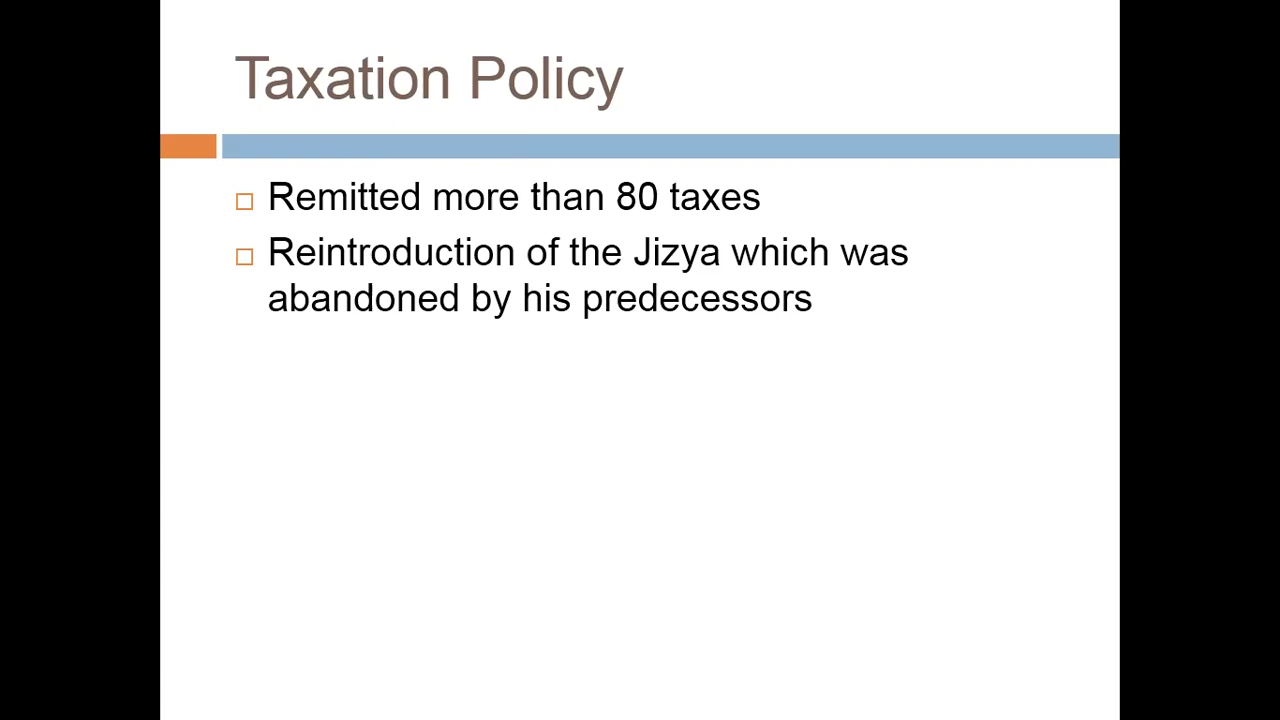 Taxation Policy
Remitted more than 80 taxes
Reintroduction of the Jizya which was
abandoned by his predecessors